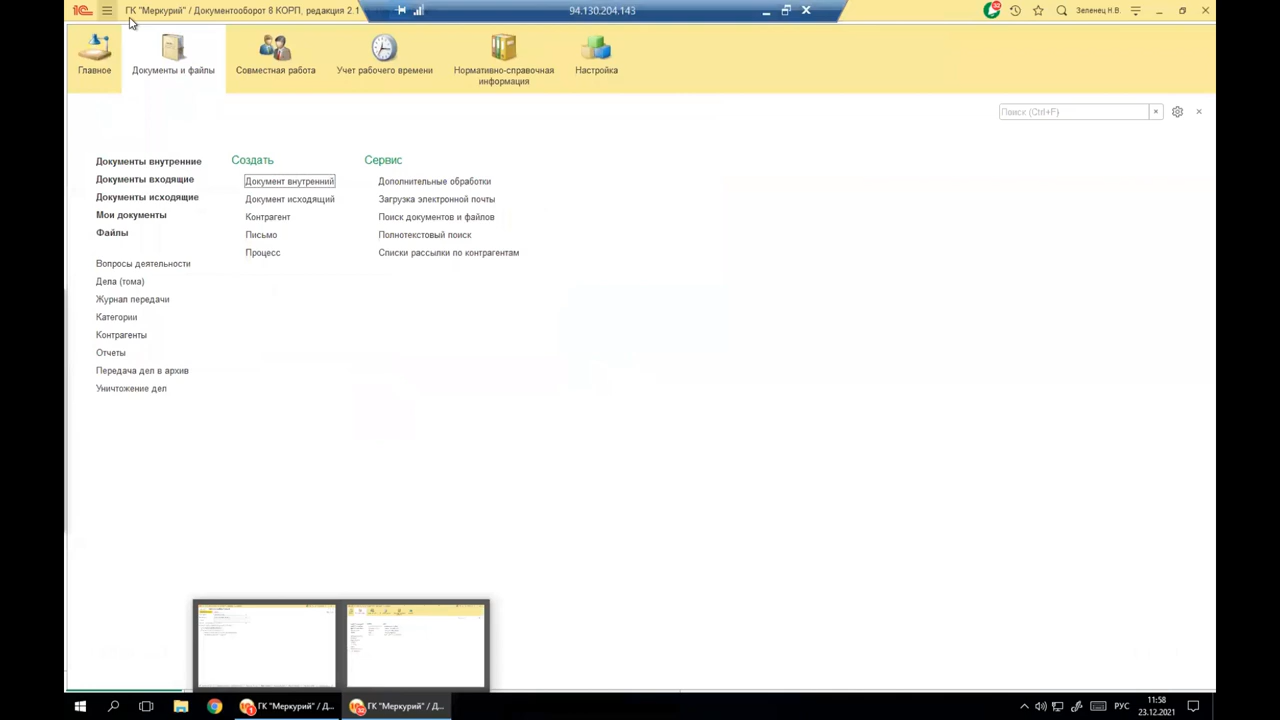 1С ГК "Меркурий" / Документооборот 8 КОРП, редакция 2.1
94.130.204.143
32
Зеленец Н.В.
Главное
Документы и файлы
Совместная работа
Учет рабочего времени
Нормативно-справочная
информация
Настройка
Поиск (Ctrl+F)
Документы внутренние
Документы входящие
Документы исходящие
Мои документы
Файлы
Вопросы деятельности
Дела (тома)
Журнал передачи
Категории
Контрагенты
Отчеты
Передача дел в архив
Уничтожение дел
Создать
Документ внутренний
Документ исходящий
Контрагент
Письмо
Процесс
Сервис
Дополнительные обработки
Загрузка электронной почты
Поиск документов и файлов
Полнотекстовый поиск
Списки рассылки по контрагентам
ГК "Меркурий" / Д...
32
ГК "Меркурий" / Д...
РУС
11:58
23.12.2021